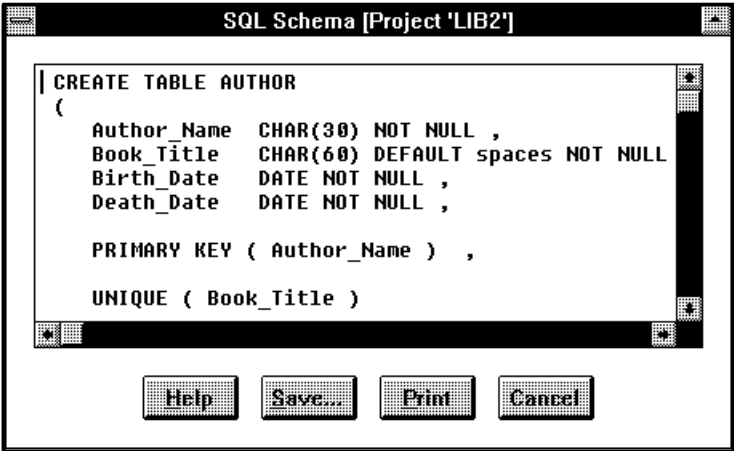 SQL Schema [Project 'LIB2']
CREATE TABLE AUTHOR
(
Author_Name CHAR(30) NOT NULL ,
Book_Title CHAR(60) DEFAULT spaces NOT NULL
Birth_Date DATE NOT NULL ,
Death_Date DATE NOT NULL ,
PRIMARY KEY ( Author_Name ) ,
UNIQUE ( Book_Title )
Help Save... Print Cancel